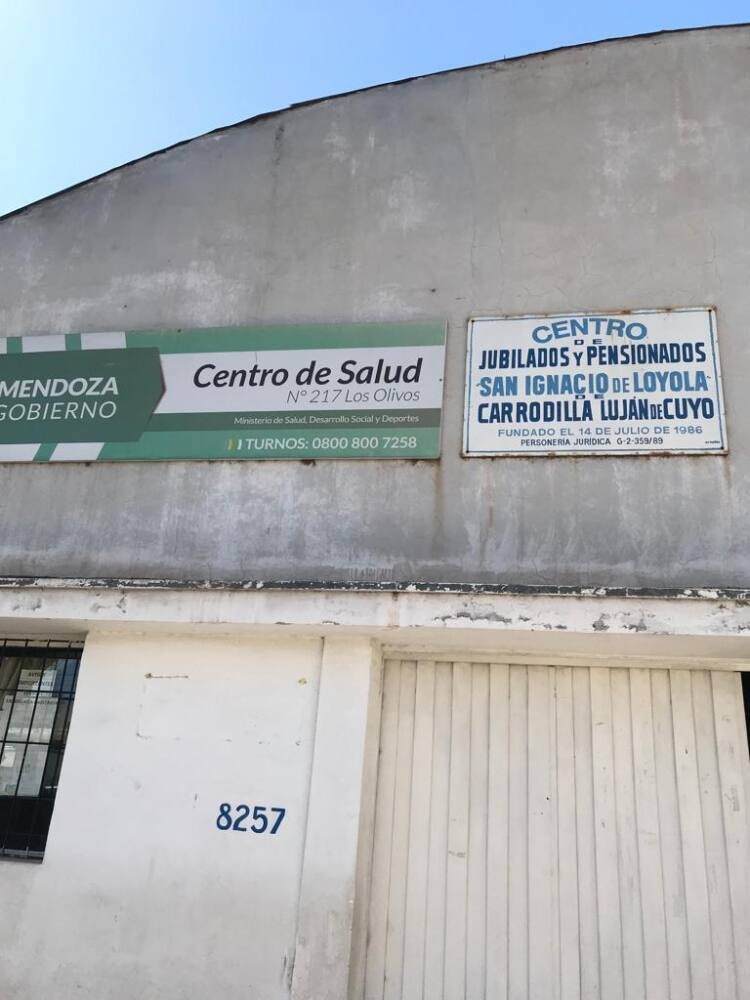 MENDOZA
GOBIERNO
Centro de Salud
N° 217 Los Olivos
Ministerio de Salud, Desarrollo Social y Deportes
TURNOS: 0800 800 7258
CENTRO
DE
JUBILADOS Y PENSIONADOS
SAN IGNACIO DE LOYOLA
DE
CARRODILLA LUJÁN DE CUYO
FUNDADO EL 14 DE JULIO DE 1986
PERSONERÍA JURÍDICA G-2-359/89
8257